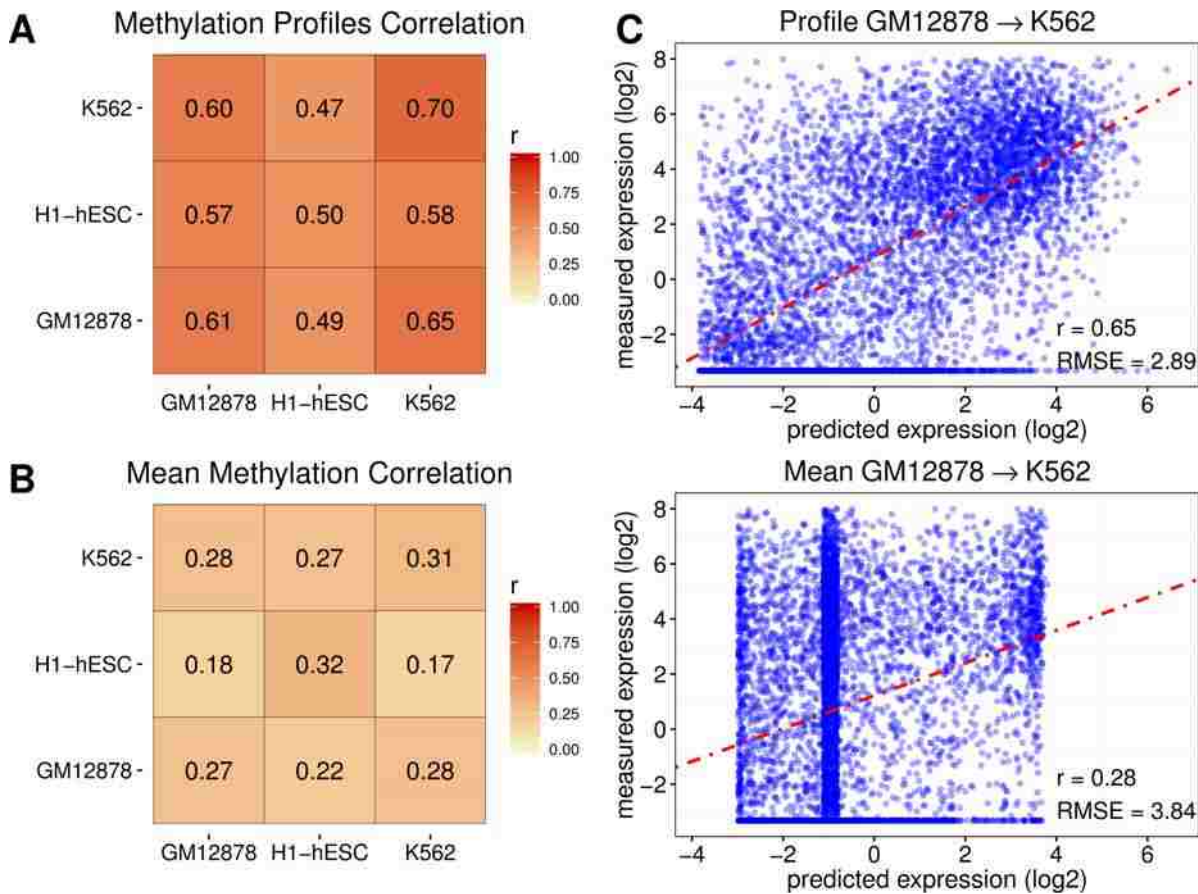 A
Methylation Profiles Correlation
K562
0.60 0.47 0.70
H1-hESC
0.57 0.50 0.58
GM12878
0.61 0.49 0.65
GM12878 H1-hESC K562
r
1.00
0.75
0.50
0.25
0.00
B
Mean Methylation Correlation
K562
0.28 0.27 0.31
H1-hESC
0.18 0.32 0.17
GM12878
0.27 0.22 0.28
GM12878 H1-hESC K562
r
1.00
0.75
0.50
0.25
0.00
C
Profile GM12878 → K562
measured expression (log2)
8
6
4
2
0
−2
r = 0.65
RMSE = 2.89
−4 −2 0 2 4 6
predicted expression (log2)
Mean GM12878 → K562
measured expression (log2)
8
6
4
2
0
−2
r = 0.28
RMSE = 3.84
−4 −2 0 2 4 6
predicted expression (log2)